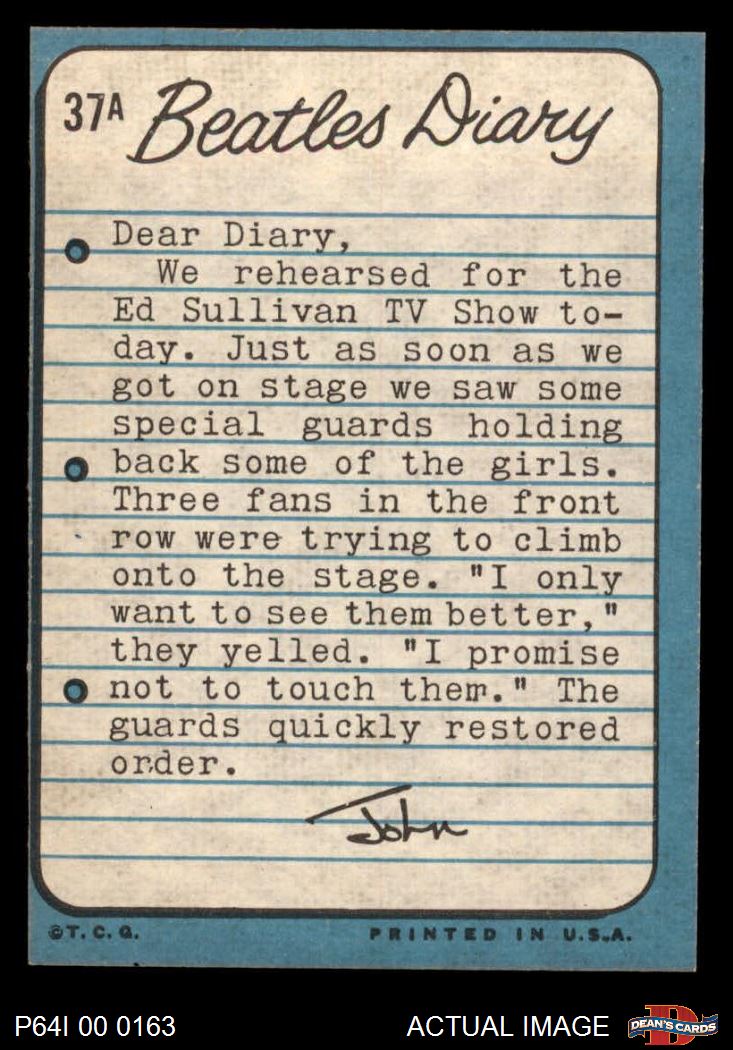 37A Beatles Diary
Dear Diary,
We rehearsed for the
Ed Sullivan TV Show to-
day. Just as soon as we
got on stage we saw some
special guards holding
back some of the girls.
Three fans in the front
row were trying to climb
onto the stage. "I only
want to see them better,"
they yelled. "I promise
not to touch them." The
guards quickly restored
order.
John
©T.C.G. PRINTED IN U.S.A.
P64I 00 0163 ACTUAL IMAGE D DEAN'S CARDS